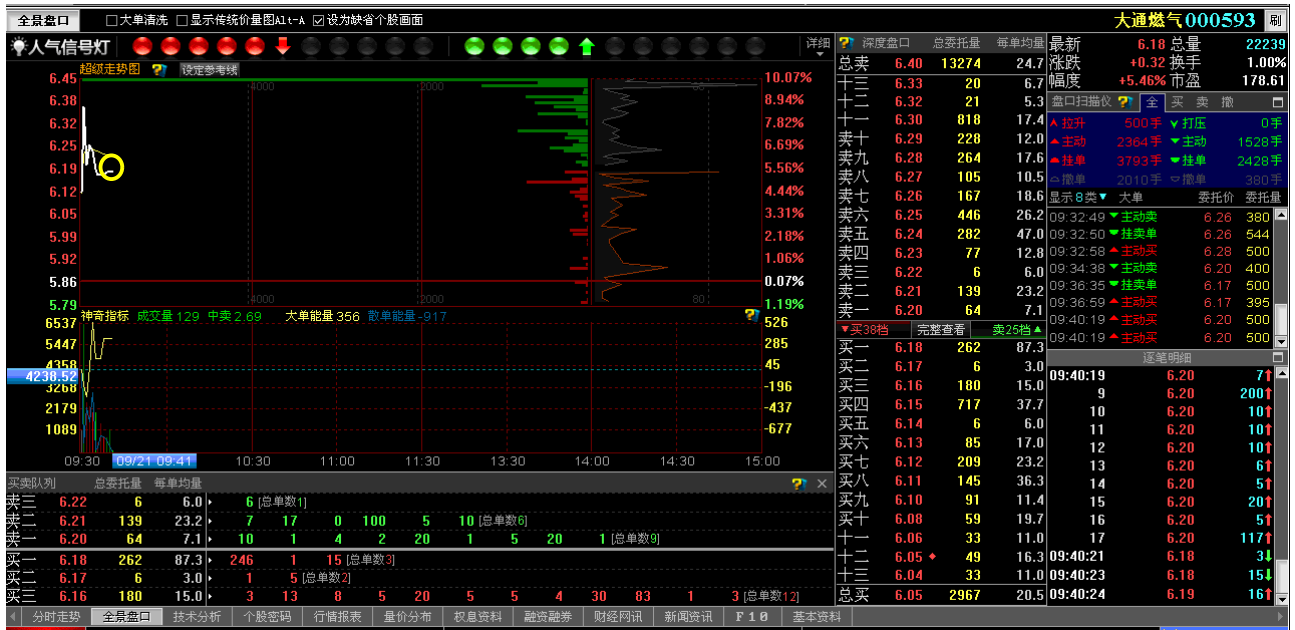 全景盘口 大单清洗 显示传统价量图Alt-A 设为缺省个股画面 大通燃气000593 刷
人气信号灯 详细
超级走势图 设定参考线
6.45 10.07%
6.38 8.94%
6.32 7.82%
6.25 6.69%
6.19 5.56%
6.12 4.44%
6.05 3.31%
5.99 2.18%
5.92 1.06%
5.86 0.07%
5.79 1.19%
4000 2000 80
4000 2000 80
神奇指标 成交量129 中卖2.69 大单能量356 散单能量-917
6537 526
5447 285
4358 45
4238.52
3268 -196
2179 -437
1089 -677
09:30 09/21 09:41 10:30 11:00 11:30 13:30 14:00 14:30 15:00
买卖队列 总委托量 每单均量
卖三 6.22 6 6.0 6 [总单数1]
卖二 6.21 139 23.2 7 17 0 100 5 10 [总单数6]
卖一 6.20 64 7.1 10 1 4 2 20 1 5 20 1 [总单数9]
买一 6.18 262 87.3 246 1 15 [总单数3]
买二 6.17 6 3.0 1 5 [总单数2]
买三 6.16 180 15.0 3 13 8 5 20 5 5 4 30 83 1 3 [总单数12]
深度盘口 总委托量 每单均量
总卖 6.40 13274 24.7
十三 6.33 20 6.7
十二 6.32 21 5.3
十一 6.30 818 17.4
卖十 6.29 228 12.0
卖九 6.28 264 17.6
卖八 6.27 105 10.5
卖七 6.26 167 18.6
卖六 6.25 446 26.2
卖五 6.24 282 47.0
卖四 6.23 77 12.8
卖三 6.22 6 6.0
卖二 6.21 139 23.2
卖一 6.20 64 7.1
▼买38档 完整查看 卖25档▲
买一 6.18 262 87.3
买二 6.17 6 3.0
买三 6.16 180 15.0
买四 6.15 717 37.7
买五 6.14 6 6.0
买六 6.13 85 17.0
买七 6.12 209 23.2
买八 6.11 145 36.3
买九 6.10 91 11.4
买十 6.08 59 19.7
十一 6.06 33 11.0
十二 6.05 49 16.3
十三 6.04 33 11.0
总买 6.05 2967 20.5
最新 6.18 总量 22239
涨跌 +0.32 换手 1.00%
幅度 +5.46% 市盈 178.61
盘口扫描仪 全 买 卖 撤
拉升 500手 打压 0手
主动 2364手 主动 1528手
挂单 3793手 挂单 2428手
撤单 2010手 撤单 380手
显示8类▼ 大单 委托价 委托量
09:32:49 主动卖 6.26 380
09:32:50 挂卖单 6.26 544
09:32:58 主动买 6.28 500
09:34:38 主动卖 6.20 400
09:36:35 挂卖单 6.17 500
09:36:59 主动买 6.17 395
09:40:19 主动买 6.20 500
09:40:19 主动买 6.20 500
逐笔明细
09:40:19 6.20 7↑
9 6.20 200↑
10 6.20 10↑
11 6.20 10↑
12 6.20 10↑
13 6.20 6↑
14 6.20 5↑
15 6.20 20↑
16 6.20 5↑
17 6.20 117↑
09:40:21 6.18 3↓
09:40:23 6.18 15↓
09:40:24 6.19 16↑
分时走势 全景盘口 技术分析 个股密码 行情报表 量价分布 权息资料 融资融券 财经网讯 新闻资讯 F10 基本资料